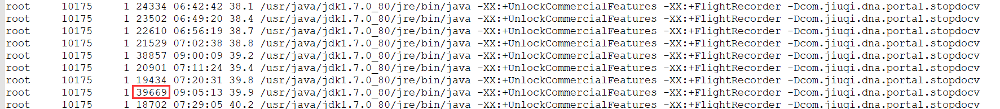 root 10175 1 24334 06:42:42 38.1 /usr/java/jdk1.7.0_80/jre/bin/java -XX:+UnlockCommercialFeatures -XX:+FlightRecorder -Dcom.jiuqi.dna.portal.stopdocv
root 10175 1 23502 06:49:20 38.4 /usr/java/jdk1.7.0_80/jre/bin/java -XX:+UnlockCommercialFeatures -XX:+FlightRecorder -Dcom.jiuqi.dna.portal.stopdocv
root 10175 1 22610 06:56:19 38.7 /usr/java/jdk1.7.0_80/jre/bin/java -XX:+UnlockCommercialFeatures -XX:+FlightRecorder -Dcom.jiuqi.dna.portal.stopdocv
root 10175 1 21529 07:02:38 38.8 /usr/java/jdk1.7.0_80/jre/bin/java -XX:+UnlockCommercialFeatures -XX:+FlightRecorder -Dcom.jiuqi.dna.portal.stopdocv
root 10175 1 38857 09:00:09 39.2 /usr/java/jdk1.7.0_80/jre/bin/java -XX:+UnlockCommercialFeatures -XX:+FlightRecorder -Dcom.jiuqi.dna.portal.stopdocv
root 10175 1 20901 07:11:24 39.4 /usr/java/jdk1.7.0_80/jre/bin/java -XX:+UnlockCommercialFeatures -XX:+FlightRecorder -Dcom.jiuqi.dna.portal.stopdocv
root 10175 1 19434 07:20:31 39.8 /usr/java/jdk1.7.0_80/jre/bin/java -XX:+UnlockCommercialFeatures -XX:+FlightRecorder -Dcom.jiuqi.dna.portal.stopdocv
root 10175 1 39669 09:05:13 39.9 /usr/java/jdk1.7.0_80/jre/bin/java -XX:+UnlockCommercialFeatures -XX:+FlightRecorder -Dcom.jiuqi.dna.portal.stopdocv
root 10175 1 18702 07:29:05 40.2 /usr/java/jdk1.7.0_80/jre/bin/java -XX:+UnlockCommercialFeatures -XX:+FlightRecorder -Dcom.jiuqi.dna.portal.stopdocv